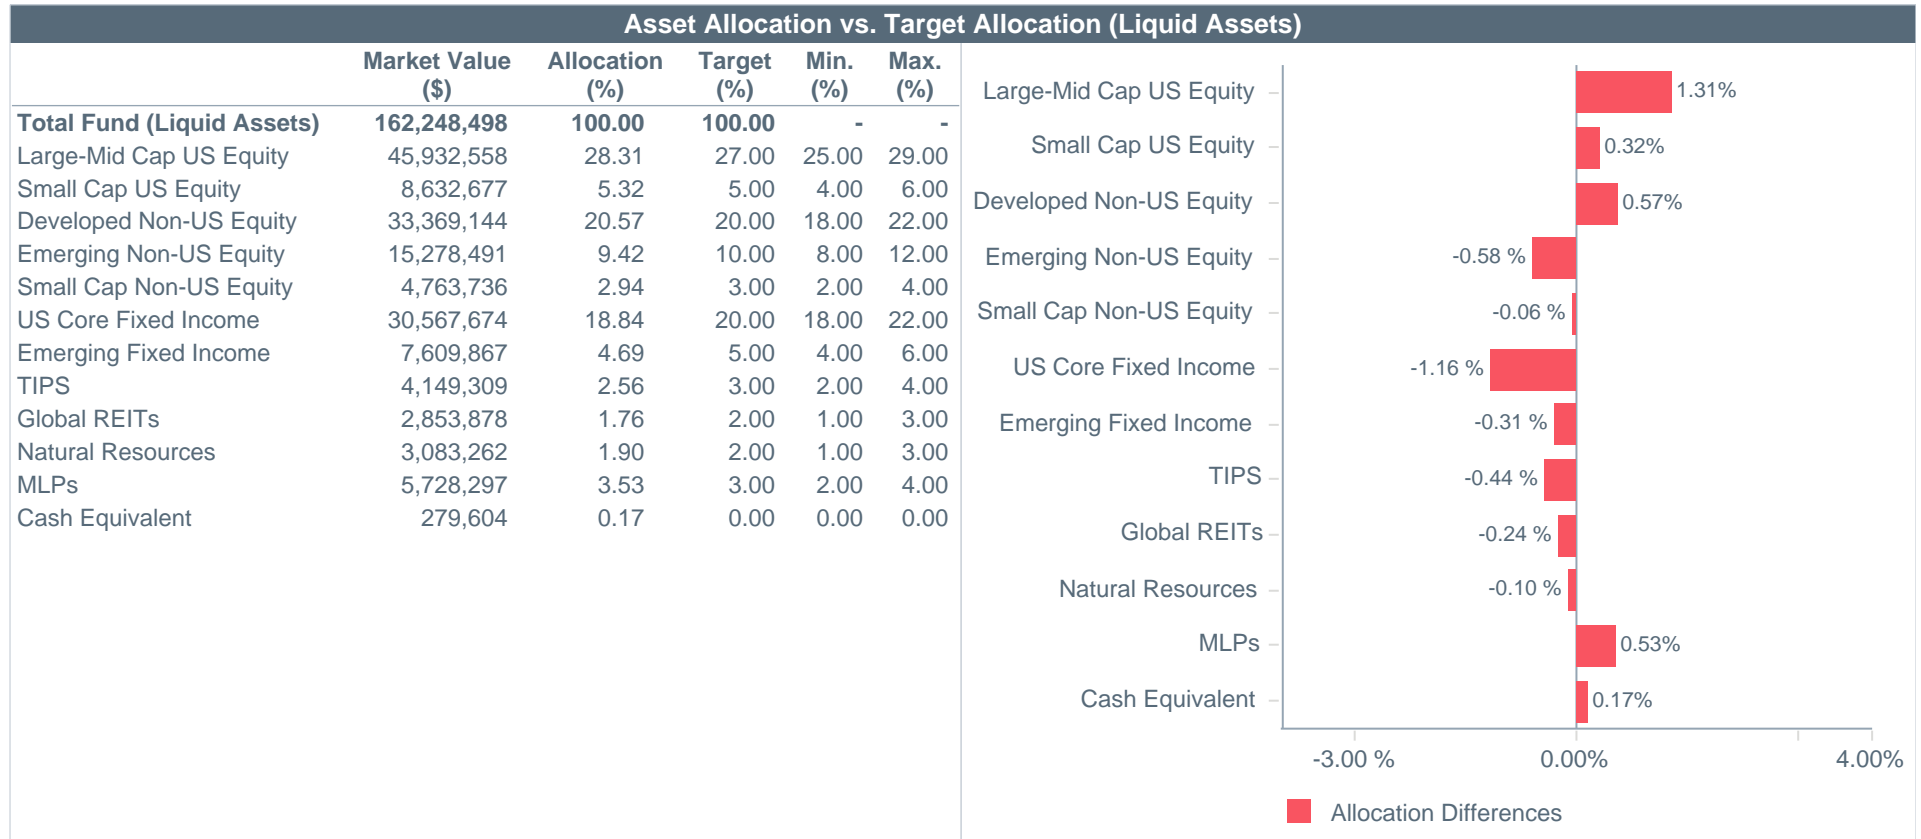 Asset Allocation vs. Target Allocation (Liquid Assets)
Market Value Allocation Target Min. Max.
($) (%) (%) (%) (%)
Total Fund (Liquid Assets) 162,248,498 100.00 100.00 - -
Large-Mid Cap US Equity 45,932,558 28.31 27.00 25.00 29.00
Small Cap US Equity 8,632,677 5.32 5.00 4.00 6.00
Developed Non-US Equity 33,369,144 20.57 20.00 18.00 22.00
Emerging Non-US Equity 15,278,491 9.42 10.00 8.00 12.00
Small Cap Non-US Equity 4,763,736 2.94 3.00 2.00 4.00
US Core Fixed Income 30,567,674 18.84 20.00 18.00 22.00
Emerging Fixed Income 7,609,867 4.69 5.00 4.00 6.00
TIPS 4,149,309 2.56 3.00 2.00 4.00
Global REITs 2,853,878 1.76 2.00 1.00 3.00
Natural Resources 3,083,262 1.90 2.00 1.00 3.00
MLPs 5,728,297 3.53 3.00 2.00 4.00
Cash Equivalent 279,604 0.17 0.00 0.00 0.00
Large-Mid Cap US Equity 1.31%
Small Cap US Equity 0.32%
Developed Non-US Equity 0.57%
Emerging Non-US Equity -0.58 %
Small Cap Non-US Equity -0.06 %
US Core Fixed Income -1.16 %
Emerging Fixed Income -0.31 %
TIPS -0.44 %
Global REITs -0.24 %
Natural Resources -0.10 %
MLPs 0.53%
Cash Equivalent 0.17%
-3.00 % 0.00% 4.00%
Allocation Differences